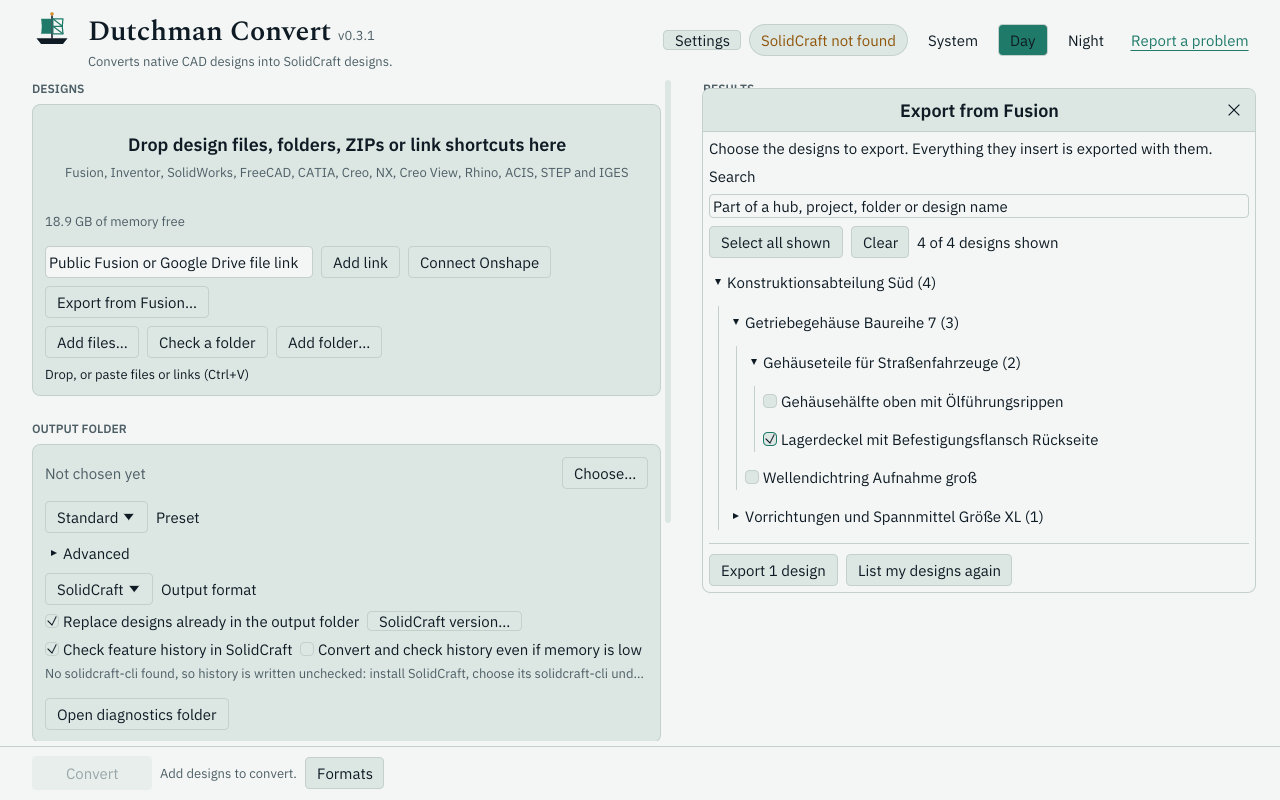 Dutchman Convert v0.3.1
Converts native CAD designs into SolidCraft designs.
Settings
SolidCraft not found
System
Day
Night
Report a problem
DESIGNS
Drop design files, folders, ZIPs or link shortcuts here
Fusion, Inventor, SolidWorks, FreeCAD, CATIA, Creo, NX, Creo View, Rhino, ACIS, STEP and IGES
18.9 GB of memory free
Public Fusion or Google Drive file link
Add link
Connect Onshape
Export from Fusion...
Add files...
Check a folder
Add folder...
Drop, or paste files or links (Ctrl+V)
OUTPUT FOLDER
Not chosen yet
Choose...
Standard
Preset
Advanced
SolidCraft
Output format
Replace designs already in the output folder
SolidCraft version...
Check feature history in SolidCraft
Convert and check history even if memory is low
No solidcraft-cli found, so history is written unchecked: install SolidCraft, choose its solidcraft-cli und...
Open diagnostics folder
Convert
Add designs to convert.
Formats
RESULTS
Export from Fusion
Choose the designs to export. Everything they insert is exported with them.
Search
Part of a hub, project, folder or design name
Select all shown
Clear
4 of 4 designs shown
Konstruktionsabteilung Süd (4)
Getriebegehäuse Baureihe 7 (3)
Gehäuseteile für Straßenfahrzeuge (2)
Gehäusehälfte oben mit Ölführungsrippen
Lagerdeckel mit Befestigungsflansch Rückseite
Wellendichtring Aufnahme groß
Vorrichtungen und Spannmittel Größe XL (1)
Export 1 design
List my designs again